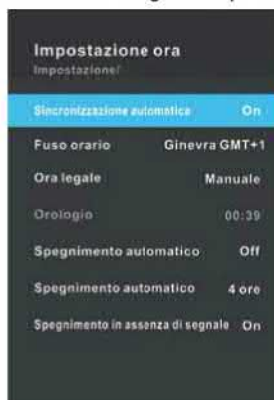 Impostazione ora
Impostazione/
Sincronizzazione automatica On
Fuso orario Ginevra GMT+1
Ora legale Manuale
Orologio 00:39
Spegnimento automatico Off
Spegnimento automatico 4 ore
Spegnimento in assenza di segnale On